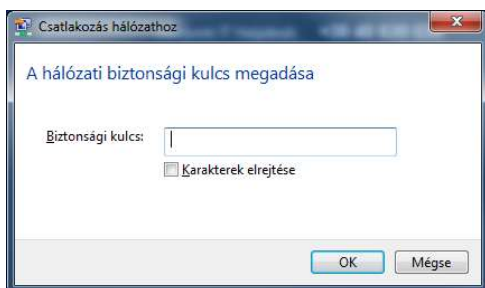 Csatlakozás hálózathoz
A hálózati biztonsági kulcs megadása
Biztonsági kulcs:
Karakterek elrejtése
OK Mégse